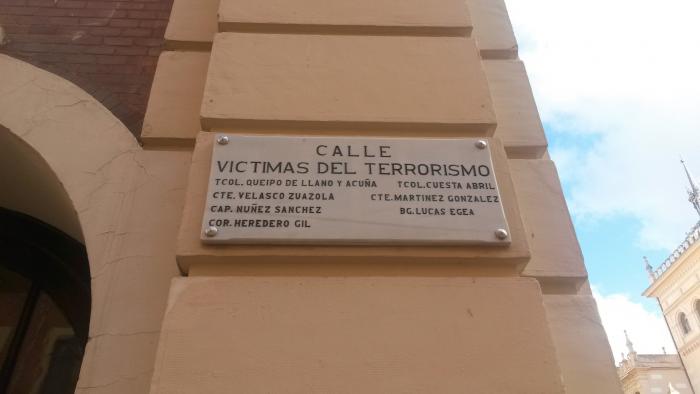 CALLE
VICTIMAS DEL TERRORISMO
TCOL. QUEIPO DE LLANO Y ACUÑA TCOL.CUESTA ABRIL
CTE. VELASCO ZUAZOLA CTE.MARTINEZ GONZALEZ
CAP. NUÑEZ SANCHEZ BG.LUCAS EGEA
COR. HEREDERO GIL